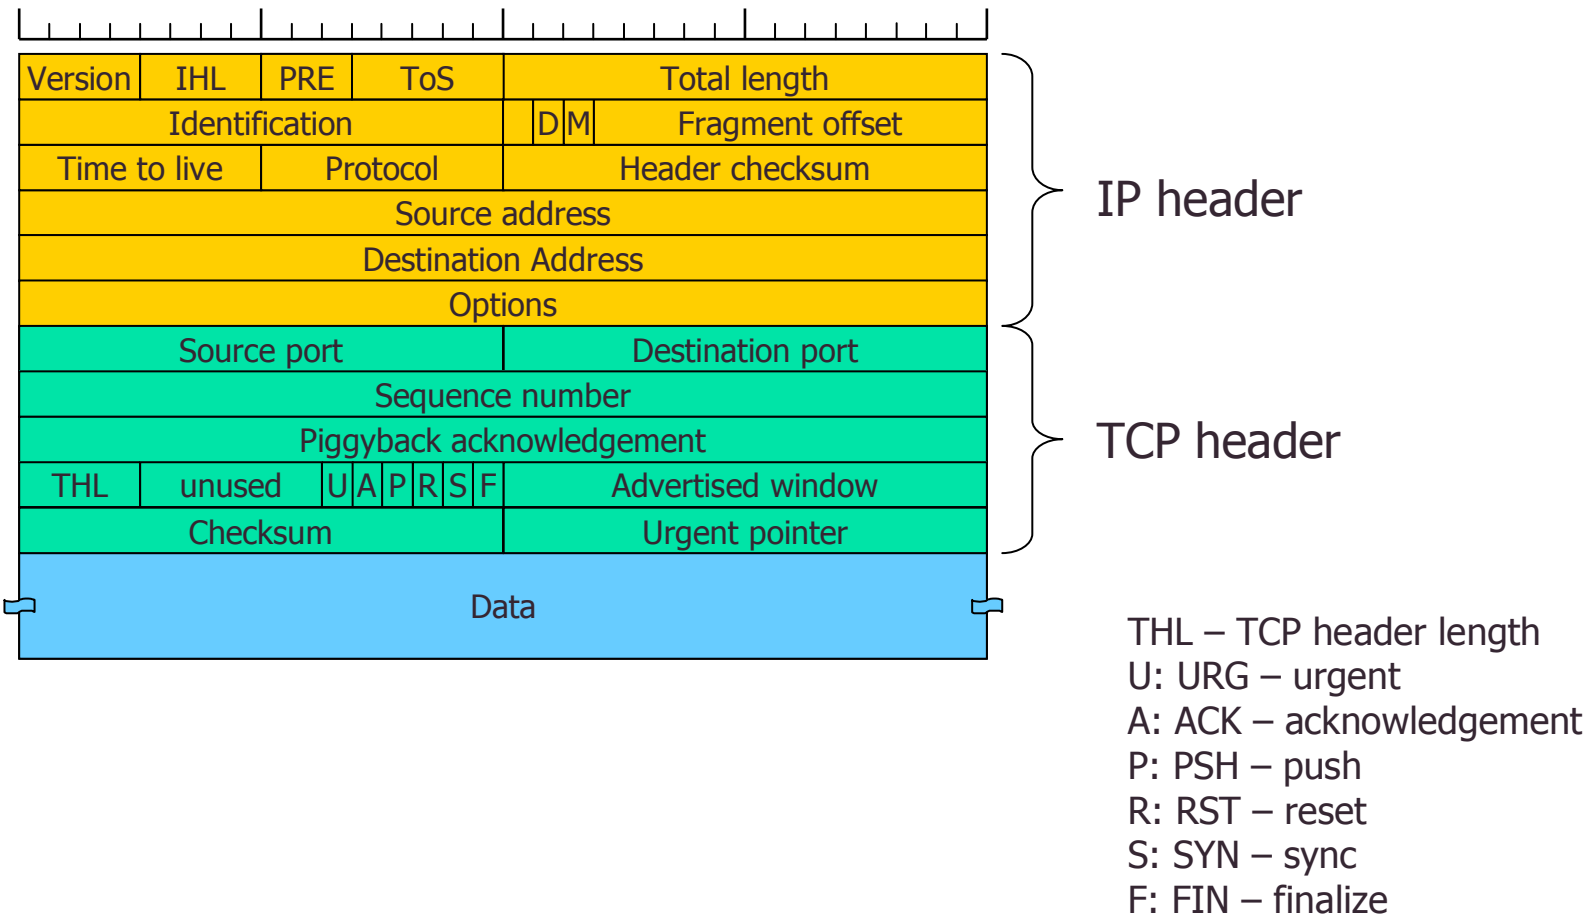 Version IHL PRE ToS Total length
Identification D M Fragment offset
Time to live Protocol Header checksum
Source address
Destination Address
Options
IP header
Source port Destination port
Sequence number
Piggyback acknowledgement
THL unused U A P R S F Advertised window
Checksum Urgent pointer
TCP header
Data
THL – TCP header length
U: URG – urgent
A: ACK – acknowledgement
P: PSH – push
R: RST – reset
S: SYN – sync
F: FIN – finalize